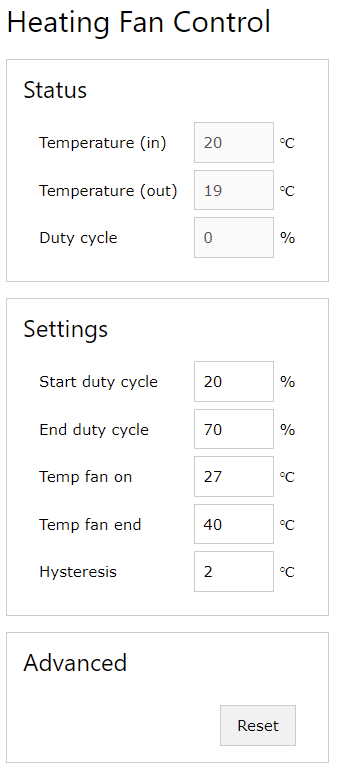 Heating Fan Control
Status
Temperature (in) 20 °C
Temperature (out) 19 °C
Duty cycle 0 %
Settings
Start duty cycle 20 %
End duty cycle 70 %
Temp fan on 27 °C
Temp fan end 40 °C
Hysteresis 2 °C
Advanced
Reset